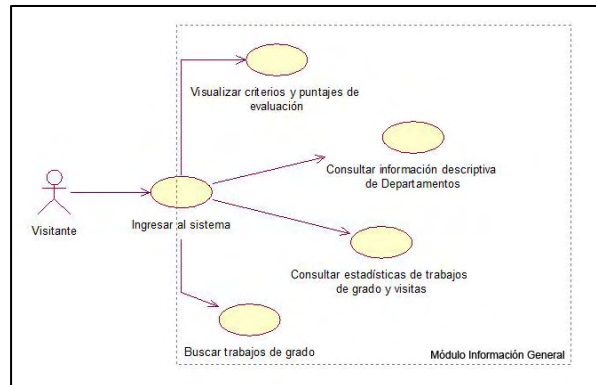 Visualizar criterios y puntajes de
evaluación
Consultar información descriptiva
de Departamentos
Visitante
Ingresar al sistema
Consultar estadísticas de trabajos
de grado y visitas
Buscar trabajos de grado
Módulo Información General